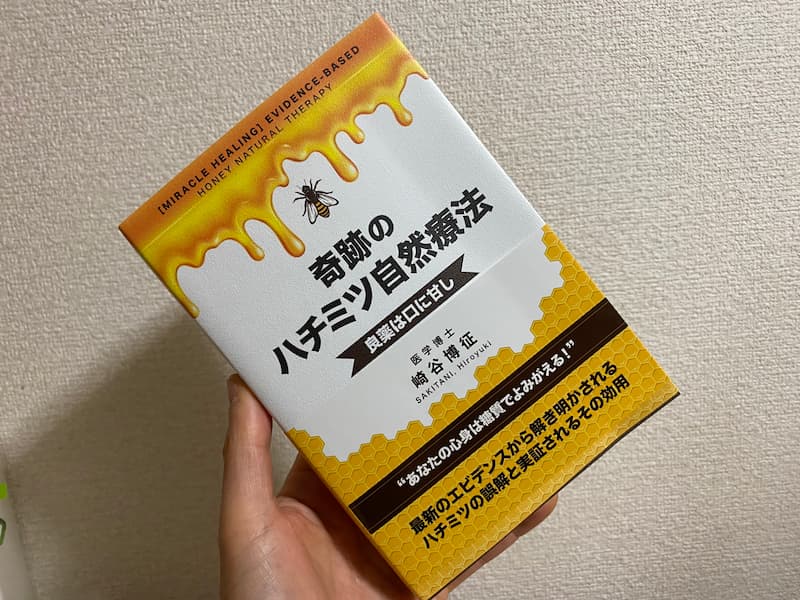 [MIRACLE HEALING] EVIDENCE-BASED
HONEY NATURAL THERAPY
奇跡の
ハチミツ自然療法
良薬は口に甘し
医学博士
崎谷博征
SAKITANI, Hiroyuki
“あなたの心身は糖質でよみがえる！”
最新のエビデンスから解き明かされる
ハチミツの誤解と実証されるその効用